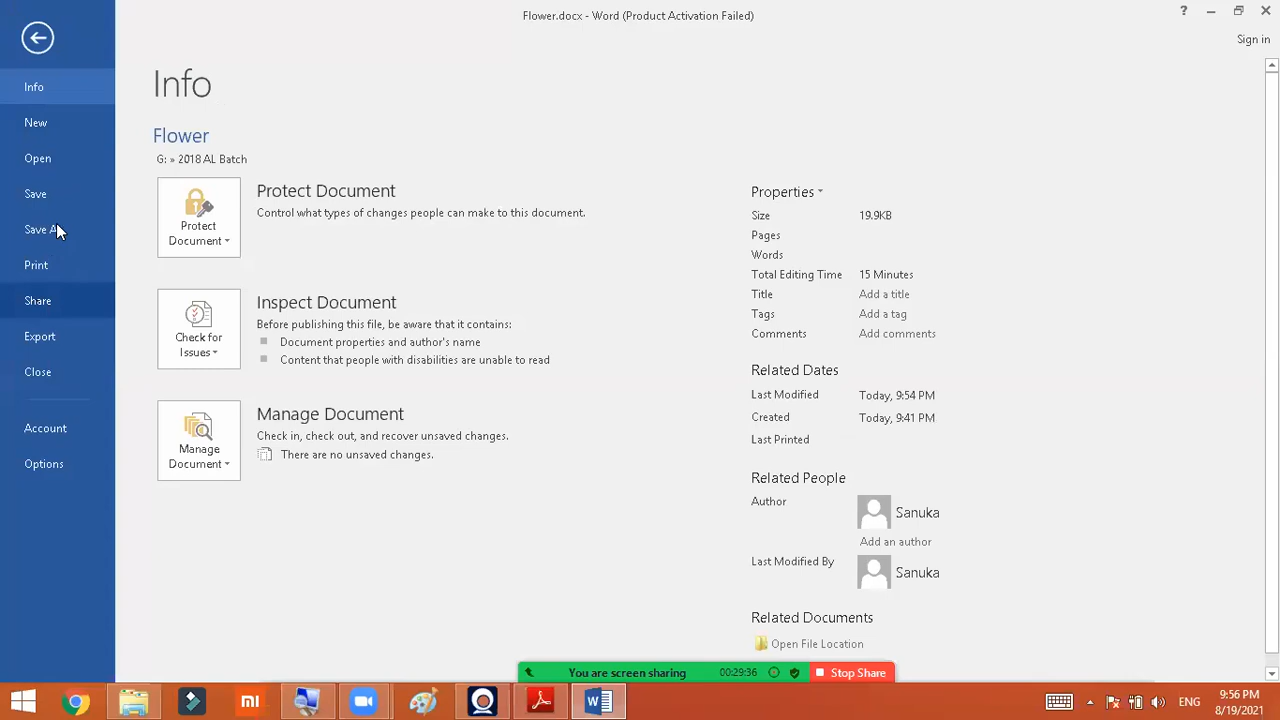 Flower.docx - Word (Product Activation Failed)
?
Sign in
Info
New
Open
Save
Save A
Print
Share
Export
Close
Account
Options
Info
Flower
G: » 2018 AL Batch
Protect
Document
Protect Document
Control what types of changes people can make to this document.
Check for
Issues
Inspect Document
Before publishing this file, be aware that it contains:
Document properties and author's name
Content that people with disabilities are unable to read
Manage
Document
Manage Document
Check in, check out, and recover unsaved changes.
There are no unsaved changes.
Properties
Size 19.9KB
Pages
Words
Total Editing Time 15 Minutes
Title Add a title
Tags Add a tag
Comments Add comments
Related Dates
Last Modified Today, 9:54 PM
Created Today, 9:41 PM
Last Printed
Related People
Author Sanuka
Add an author
Last Modified By Sanuka
Related Documents
Open File Location
You are screen sharing 00:29:36 Stop Share
mi
ENG
9:56 PM
8/19/2021